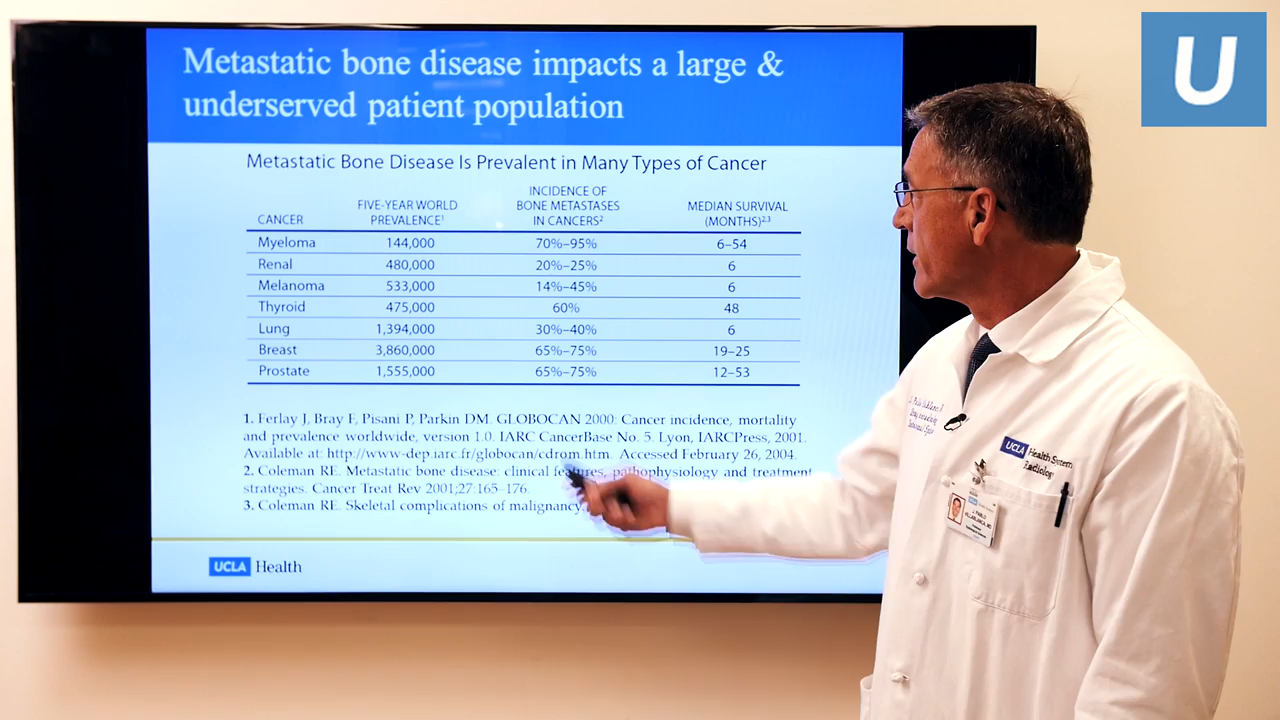 U
Metastatic bone disease impacts a large &
underserved patient population
Metastatic Bone Disease Is Prevalent in Many Types of Cancer
CANCER FIVE-YEAR WORLD PREVALENCE¹ INCIDENCE OF BONE METASTASES IN CANCERS² MEDIAN SURVIVAL (MONTHS)²,³
Myeloma 144,000 70%–95% 6–54
Renal 480,000 20%–25% 6
Melanoma 533,000 14%–45% 6
Thyroid 475,000 60% 48
Lung 1,394,000 30%–40% 6
Breast 3,860,000 65%–75% 19–25
Prostate 1,555,000 65%–75% 12–53
1. Ferlay J, Bray F, Pisani P, Parkin DM. GLOBOCAN 2000: Cancer incidence, mortality
and prevalence worldwide, version 1.0. IARC CancerBase No. 5. Lyon, IARCPress, 2001.
Available at: http://www-dep.iarc.fr/globocan/cdrom.htm. Accessed February 26, 2004.
2. Coleman RE. Metastatic bone disease: clinical features, pathophysiology and treatment
strategies. Cancer Treat Rev 2001;27:165–176.
3. Coleman RE. Skeletal complications of malignancy.
UCLA Health
UCLA Health System
Radiology
J. PABLO
VILLABLANCA, MD